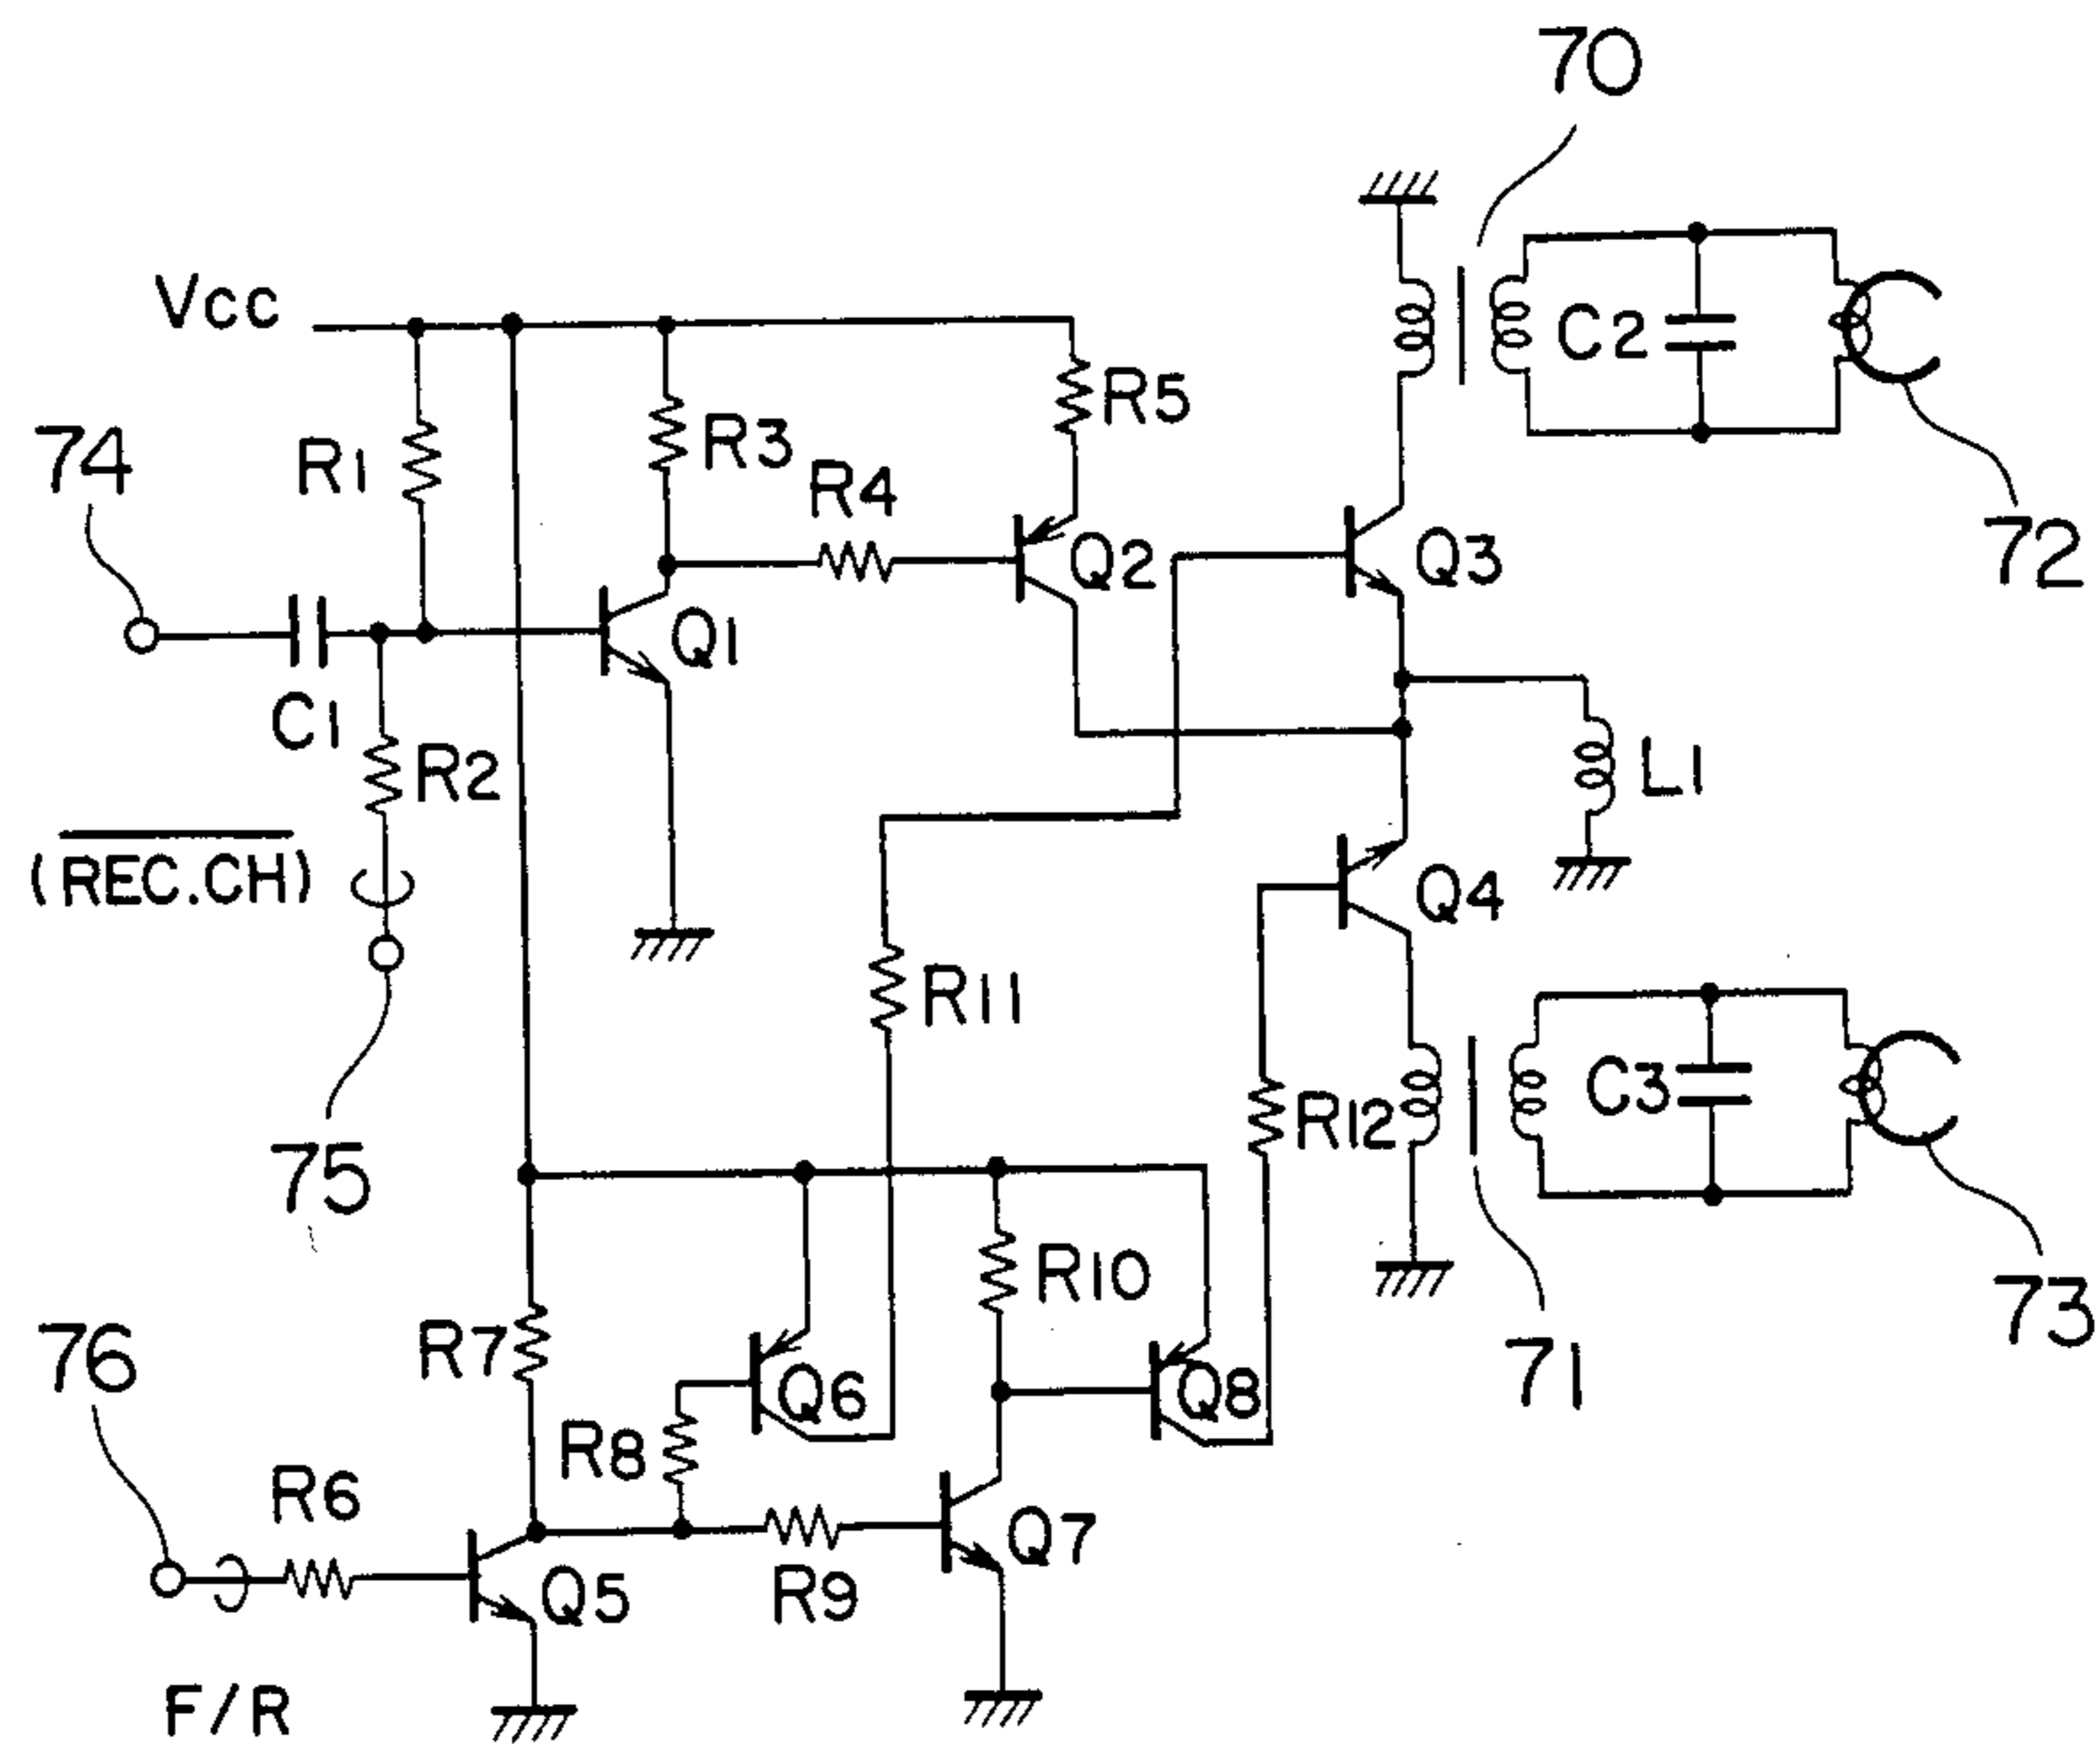 70
Vcc
C2
R5
R3
74
R1
R4
72
Q2
Q3
Q1
C1
R2
L1
(REC.CH)
Q4
R11
C3
R12
75
R10
73
76
R7
71
Q6
Q8
R8
R6
Q7
Q5
R9
F/R